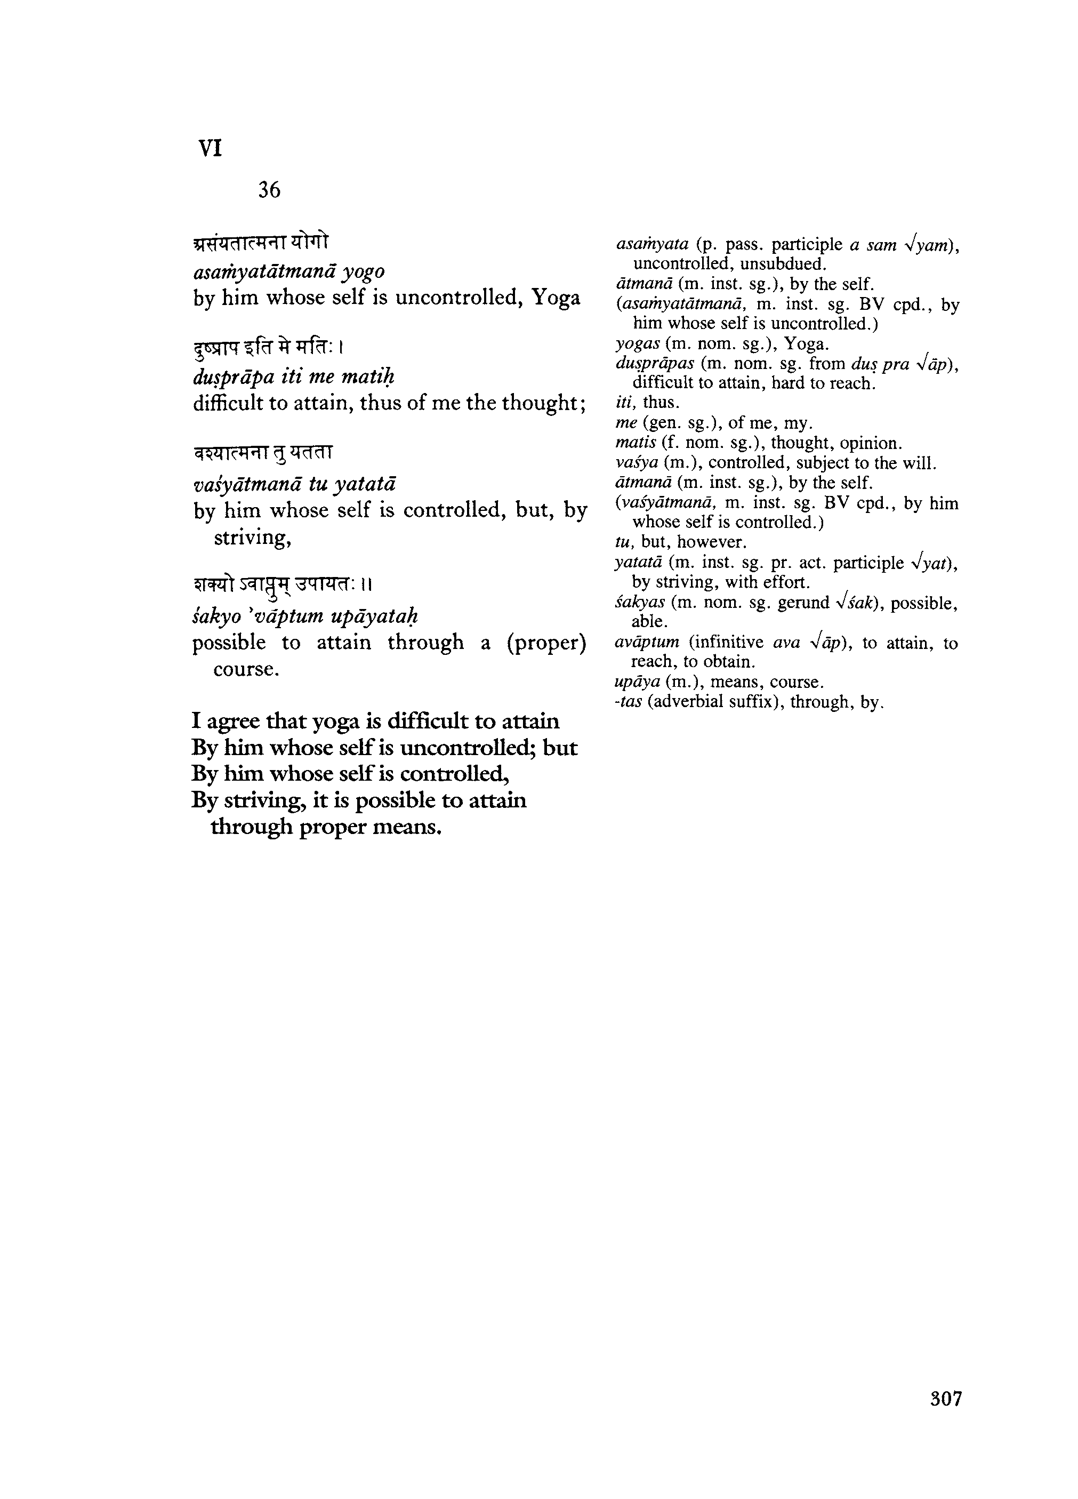 VI
36
असंयतात्मना योगो
asaṁyatātmanā yogo
by him whose self is uncontrolled, Yoga
दुष्प्राप इति मे मतिः ।
duṣprāpa iti me matiḥ
difficult to attain, thus of me the thought;
वश्यात्मना तु यतता
vaśyātmanā tu yatatā
by him whose self is controlled, but, by
striving,
शक्यो ऽवाप्तुम् उपायतः ॥
śakyo 'vāptum upāyataḥ
possible to attain through a (proper)
course.
I agree that yoga is difficult to attain
By him whose self is uncontrolled; but
By him whose self is controlled,
By striving, it is possible to attain
through proper means.
asaṁyata (p. pass. participle a sam √yam),
uncontrolled, unsubdued.
ātmanā (m. inst. sg.), by the self.
(asaṁyatātmanā, m. inst. sg. BV cpd., by
him whose self is uncontrolled.)
yogas (m. nom. sg.), Yoga.
duṣprāpas (m. nom. sg. from duṣ pra √āp),
difficult to attain, hard to reach.
iti, thus.
me (gen. sg.), of me, my.
matis (f. nom. sg.), thought, opinion.
vaśya (m.), controlled, subject to the will.
ātmanā (m. inst. sg.), by the self.
(vaśyātmanā, m. inst. sg. BV cpd., by him
whose self is controlled.)
tu, but, however.
yatatā (m. inst. sg. pr. act. participle √yat),
by striving, with effort.
śakyas (m. nom. sg. gerund √śak), possible,
able.
avāptum (infinitive ava √āp), to attain, to
reach, to obtain.
upāya (m.), means, course.
-tas (adverbial suffix), through, by.
307